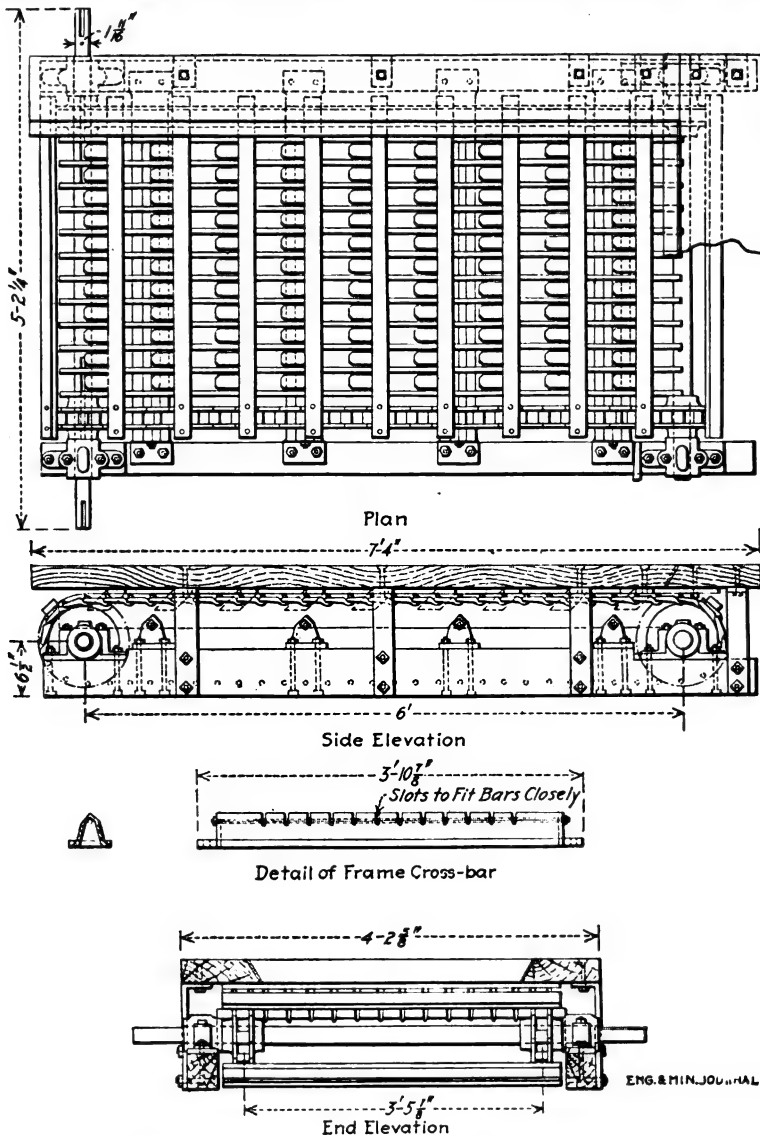 1 11/16"
5-2 1/4"
Plan
7'4"
6 1/2"
6'
Side Elevation
3'-10 7/8"
Slots to Fit Bars Closely
Detail of Frame Cross-bar
4-2 5/8"
ENG. & MIN. JOURNAL
3'-5 1/8"
End Elevation